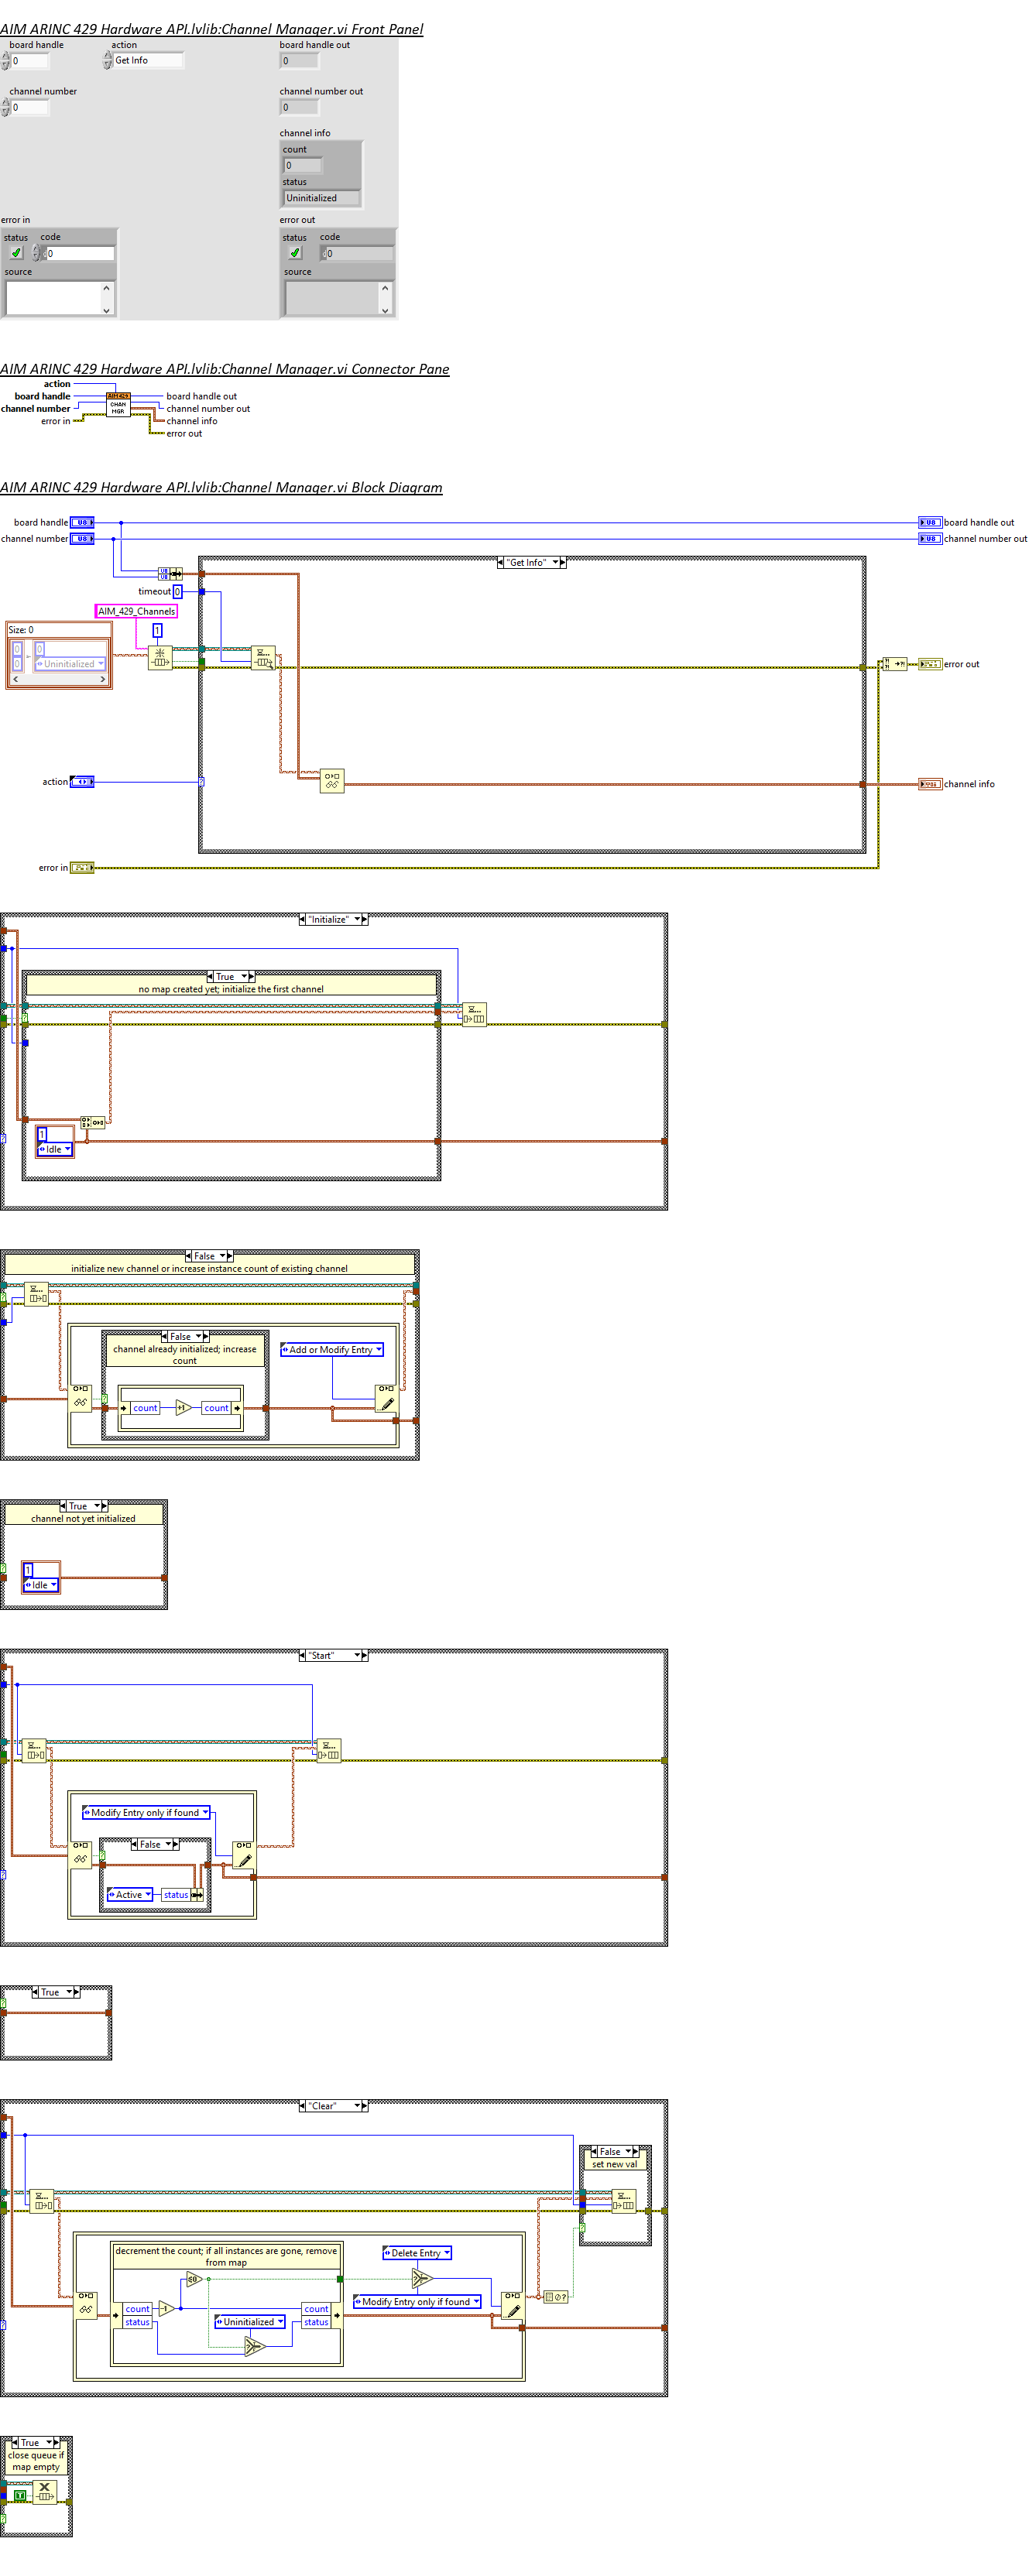 AIM ARINC 429 Hardware API.lvlib:Channel Manager.vi Front Panel
board handle action board handle out
0 Get Info 0
channel number channel number out
0 0
channel info
count
0
status
Uninitialized
error in error out
status code status code
0 0
source source
AIM ARINC 429 Hardware API.lvlib:Channel Manager.vi Connector Pane
action
board handle AIM429 board handle out
channel number CHAN MGR channel number out
error in channel info
error out
AIM ARINC 429 Hardware API.lvlib:Channel Manager.vi Block Diagram
board handle U8 U8 board handle out
channel number U8 U8 channel number out
"Get Info"
U8
U8
timeout 0
AIM_429_Channels
Size: 0
1
0 0
0 Uninitialized
error out
action
channel info
error in
"Initialize"
True
no map created yet; initialize the first channel
1
Idle
False
initialize new channel or increase instance count of existing channel
False
channel already initialized; increase
count
Add or Modify Entry
count +1 count
True
channel not yet initialized
1
Idle
"Start"
Modify Entry only if found
False
Active status
True
"Clear"
False
set new val
decrement the count; if all instances are gone, remove
from map
Delete Entry
≤0
Modify Entry only if found
count -1 count
status Uninitialized status
True
close queue if
map empty
T